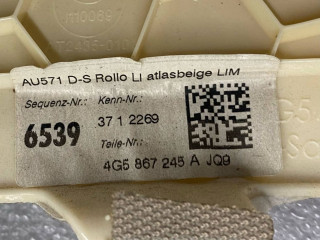 AU571 D-S Rollo LI atlasbeige LIM
Sequenz-Nr.: Kenn-Nr.:
6539 37 1 2269
Teile-Nr.:
4G5 867 245 A JQ9